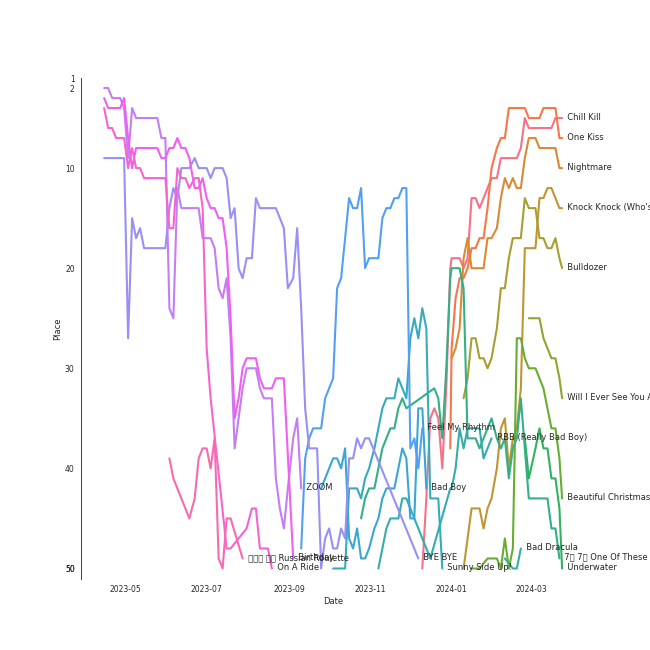 1
2
10
20
30
40
50
Place
2023-05
2023-07
2023-09
2023-11
2024-01
2024-03
Date
Chill Kill
One Kiss
Nightmare
Knock Knock (Who's
Bulldozer
Will I Ever See You A
Feel My Rhythm
RBB (Really Bad Boy)
ZOOM
Bad Boy
Beautiful Christmas
Bad Dracula
Russian Roulette
Birthday
BYE BYE
One Of These
On A Ride
Sunny Side Up!
Underwater